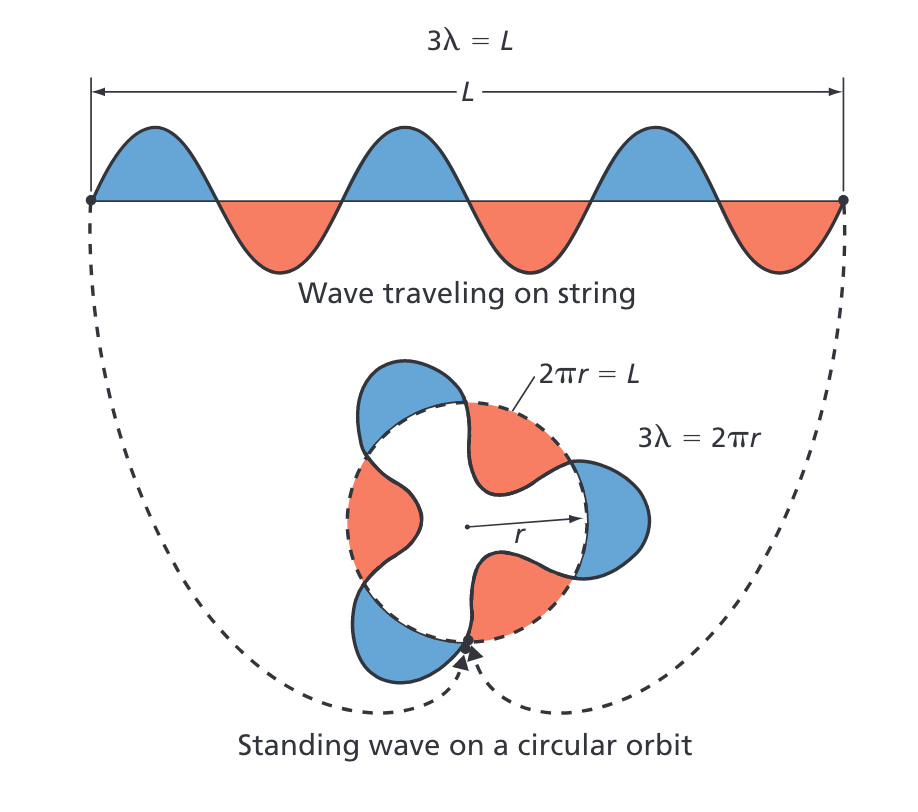 3λ = L
L
Wave traveling on string
2πr = L
3λ = 2πr
r
Standing wave on a circular orbit